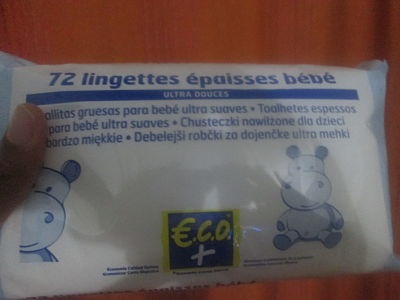 72 lingettes épaisses bébé
ULTRA DOUCES
allitas gruesas para bebé ultra suaves • Toalhetes espessos
para bebé ultra suaves • Chusteczki nawilżone dla dzieci
bardzo miękkie • Debelejši robčki za dojenčke ultra mehki
€.C.O.
+